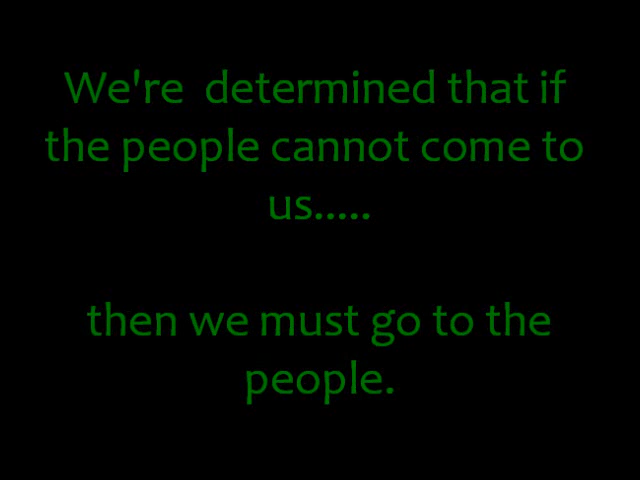 We're  determined that if
the people cannot come to
us.....
then we must go to the
people.